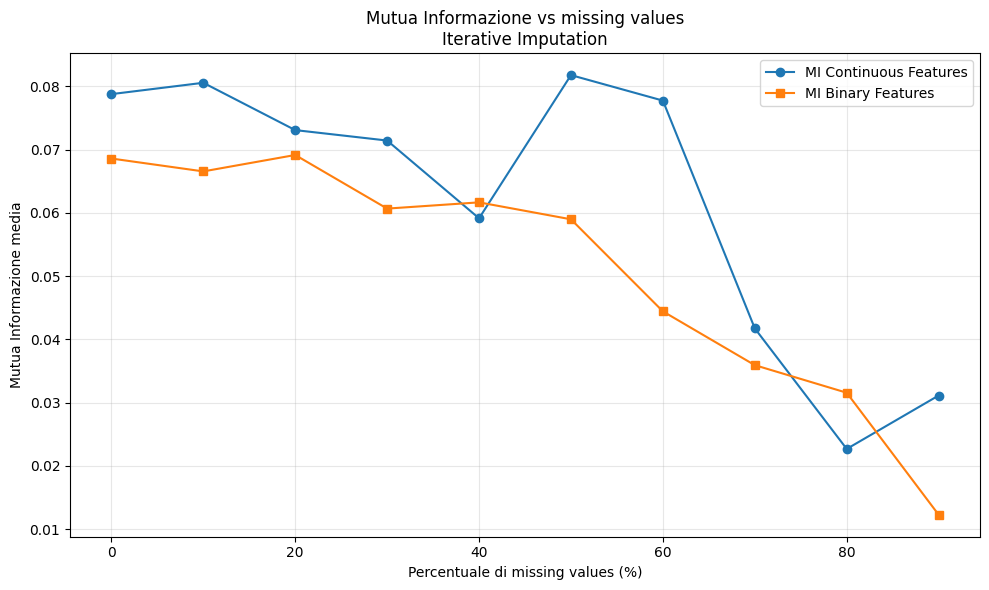 Mutua Informazione vs missing values
Iterative Imputation
MI Continuous Features
MI Binary Features
Mutua Informazione media
0.08
0.07
0.06
0.05
0.04
0.03
0.02
0.01
0
20
40
60
80
Percentuale di missing values (%)